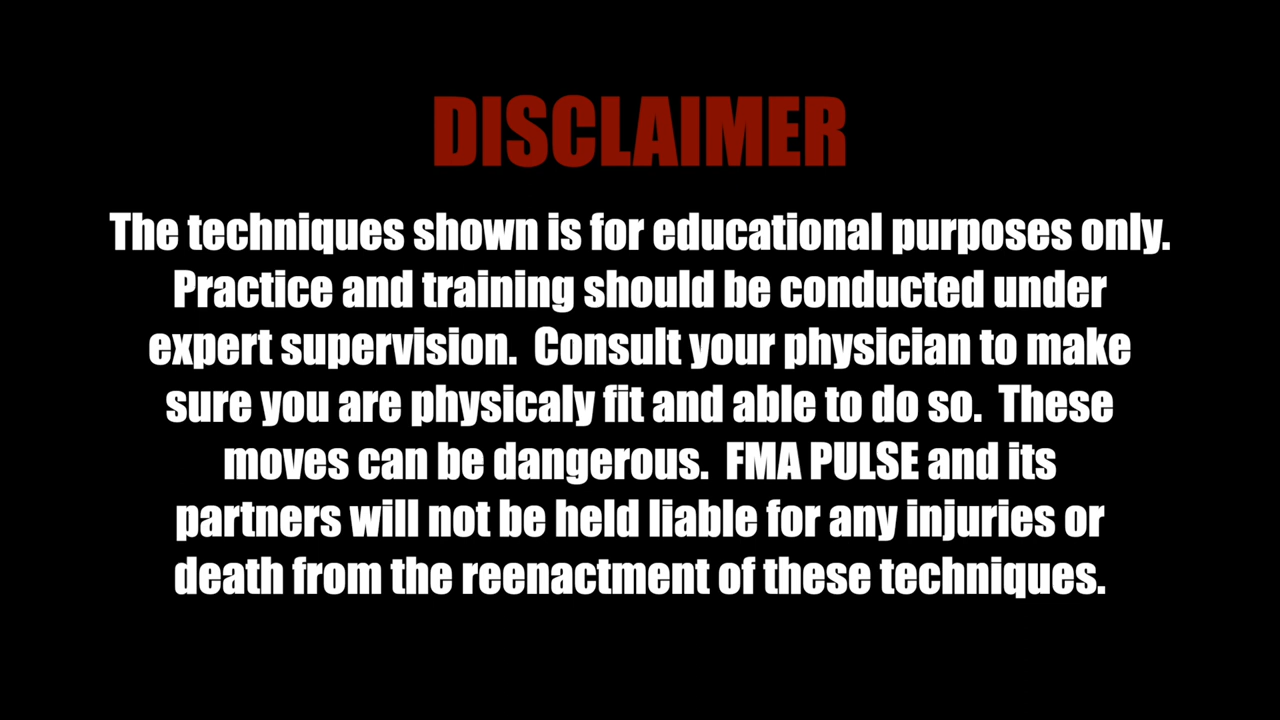 DISCLAIMER
The techniques shown is for educational purposes only.
Practice and training should be conducted under
expert supervision.  Consult your physician to make
sure you are physicaly fit and able to do so.  These
moves can be dangerous.  FMA PULSE and its
partners will not be held liable for any injuries or
death from the reenactment of these techniques.